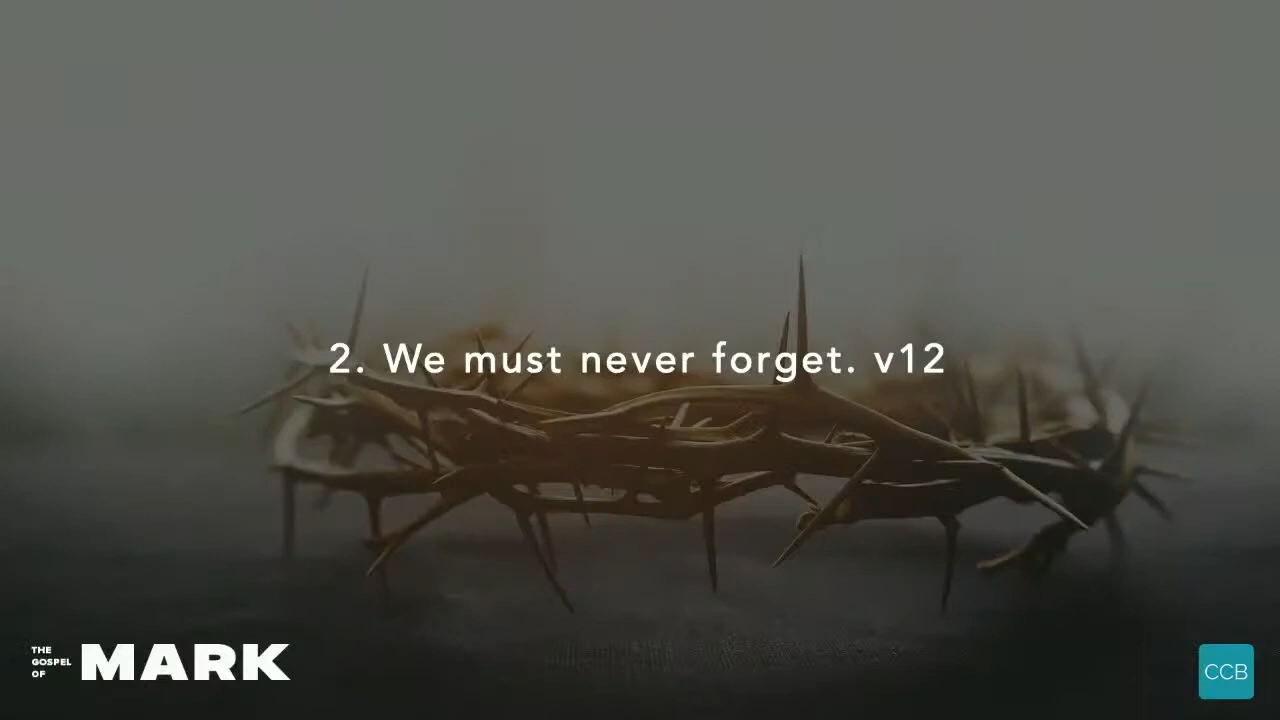 2. We must never forget. v12
THE
GOSPEL
OF
MARK
CCB